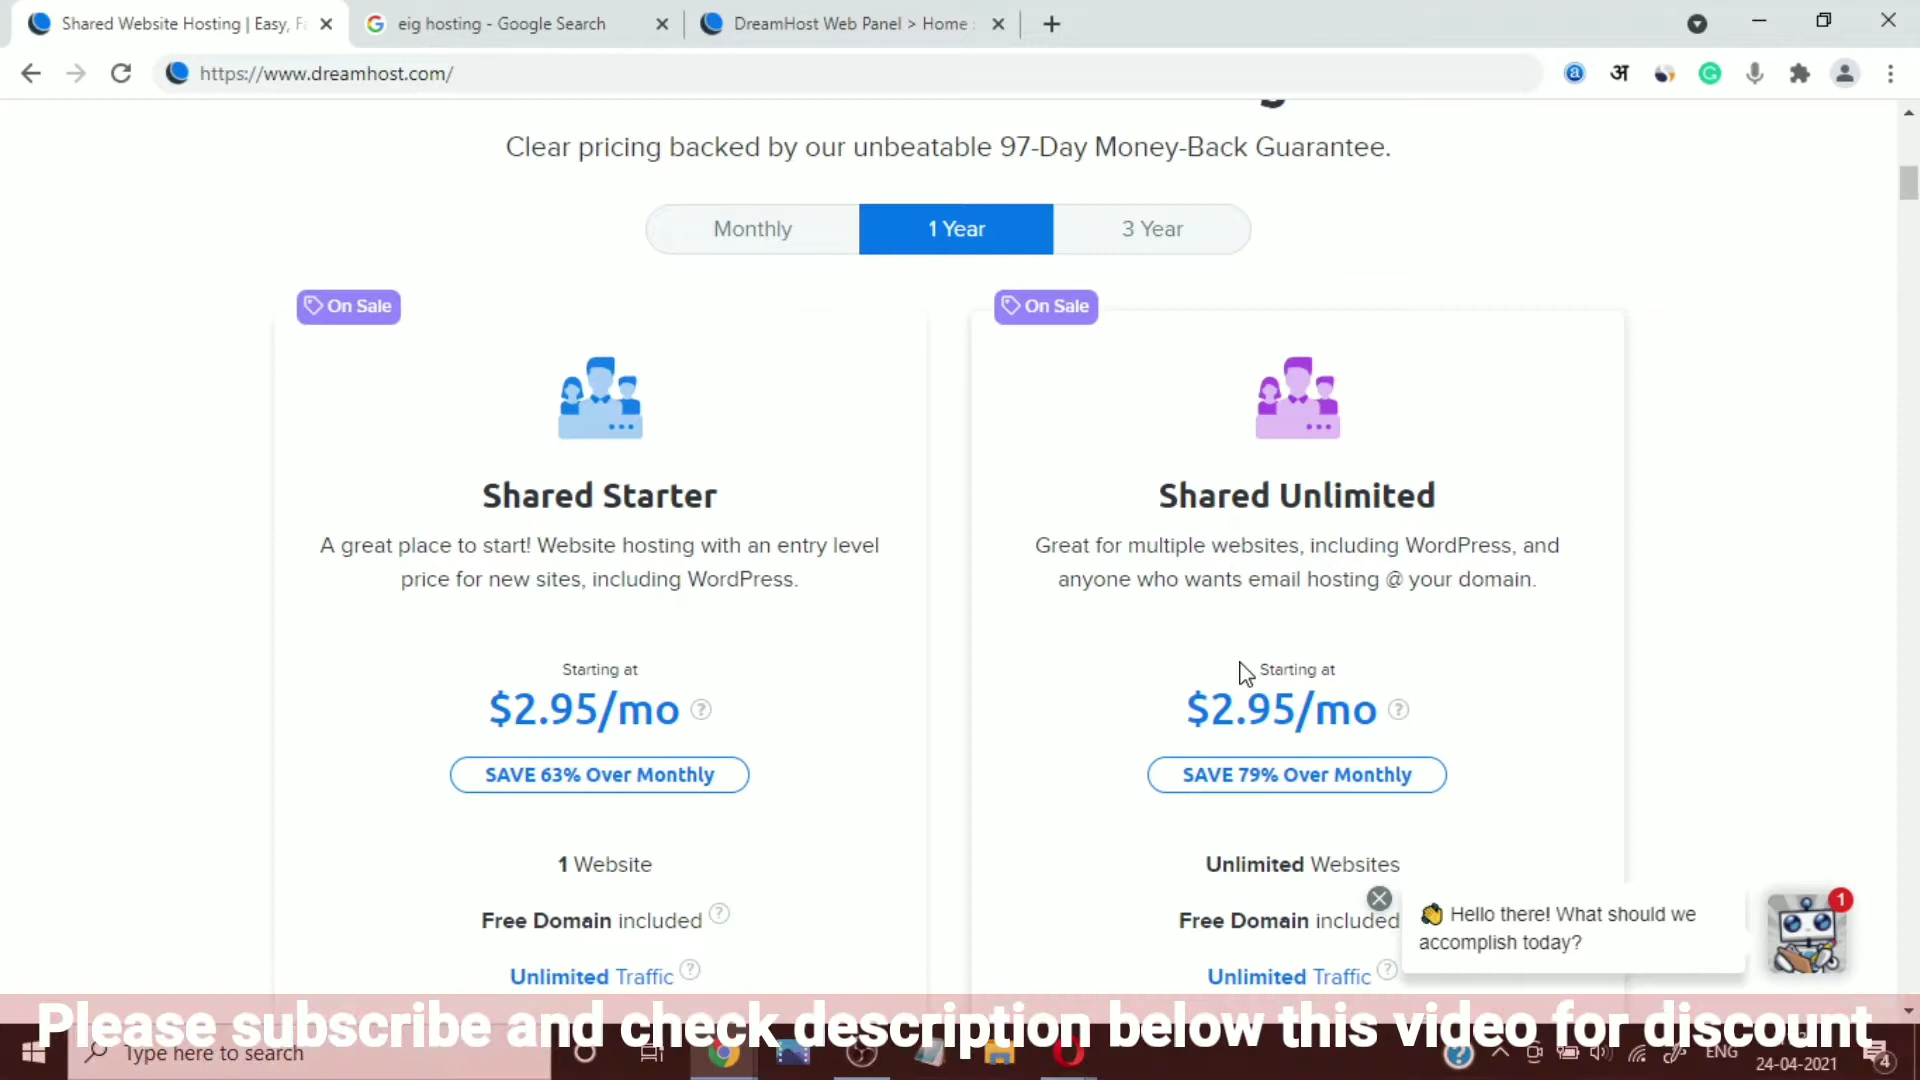 Shared Website Hosting | Easy, Fa
eig hosting - Google Search
DreamHost Web Panel > Home :
https://www.dreamhost.com/
अ
Clear pricing backed by our unbeatable 97-Day Money-Back Guarantee.
Monthly
1 Year
3 Year
On Sale
Shared Starter
A great place to start! Website hosting with an entry level
price for new sites, including WordPress.
Starting at
$2.95/mo
SAVE 63% Over Monthly
1 Website
Free Domain included
Unlimited Traffic
On Sale
Shared Unlimited
Great for multiple websites, including WordPress, and
anyone who wants email hosting @ your domain.
Starting at
$2.95/mo
SAVE 79% Over Monthly
Unlimited Websites
Free Domain included
Unlimited Traffic
👏 Hello there! What should we
accomplish today?
1
Please subscribe and check description below this video for discount
Type here to search
ENG
24-04-2021
4